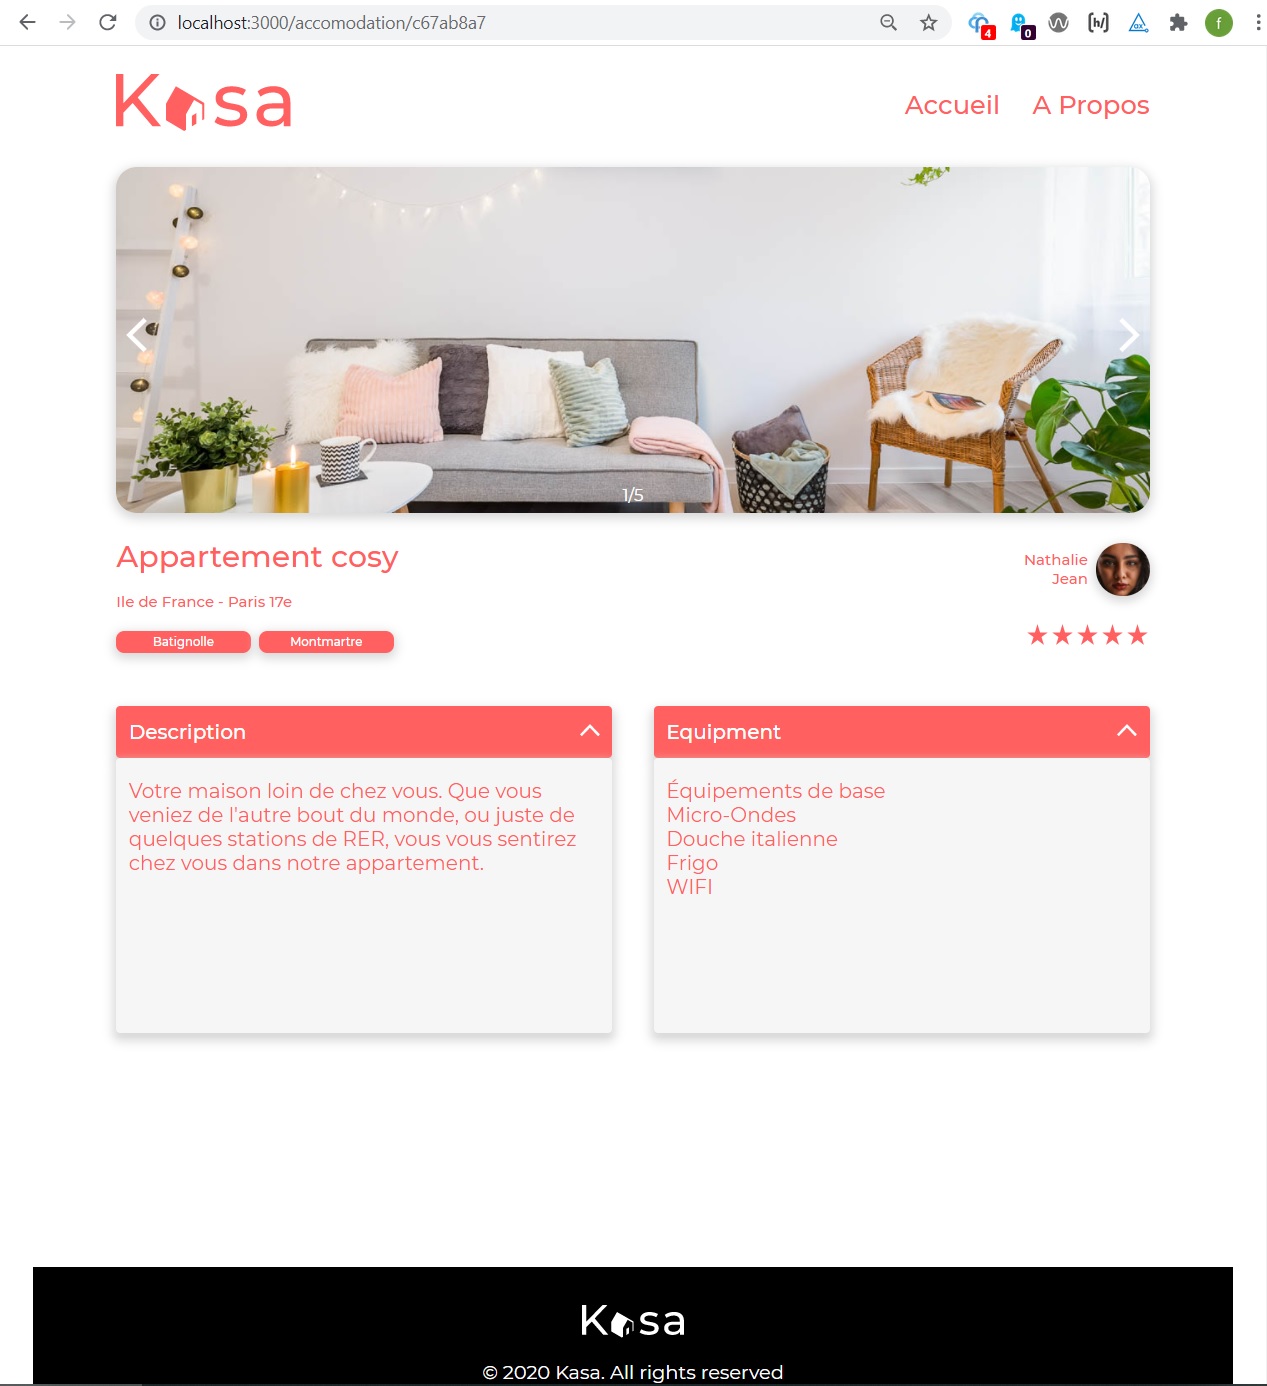 localhost:3000/accomodation/c67ab8a7
4
0
[h/]
ax
f
Kasa
Accueil
A Propos
1/5
Appartement cosy
Nathalie
Jean
Ile de France - Paris 17e
Batignolle
Montmartre
Description
Equipment
Votre maison loin de chez vous. Que vous
veniez de l'autre bout du monde, ou juste de
quelques stations de RER, vous vous sentirez
chez vous dans notre appartement.
Équipements de base
Micro-Ondes
Douche italienne
Frigo
WIFI
Kasa
© 2020 Kasa. All rights reserved